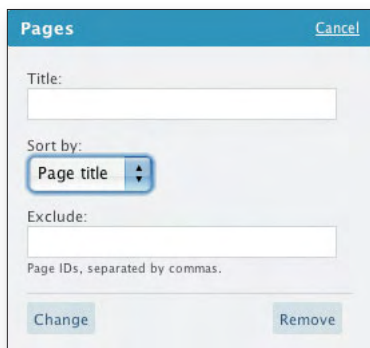 Pages Cancel
Title:
Sort by:
Page title
Exclude:
Page IDs, separated by commas.
Change Remove